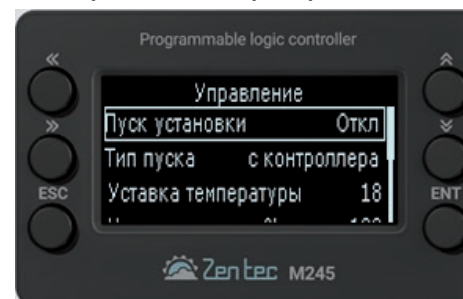 Programmable logic controller
«
»
ESC
ENT
Управление
Пуск установки Откл
Тип пуска с контроллера
Уставка температуры 18
Zentec M245